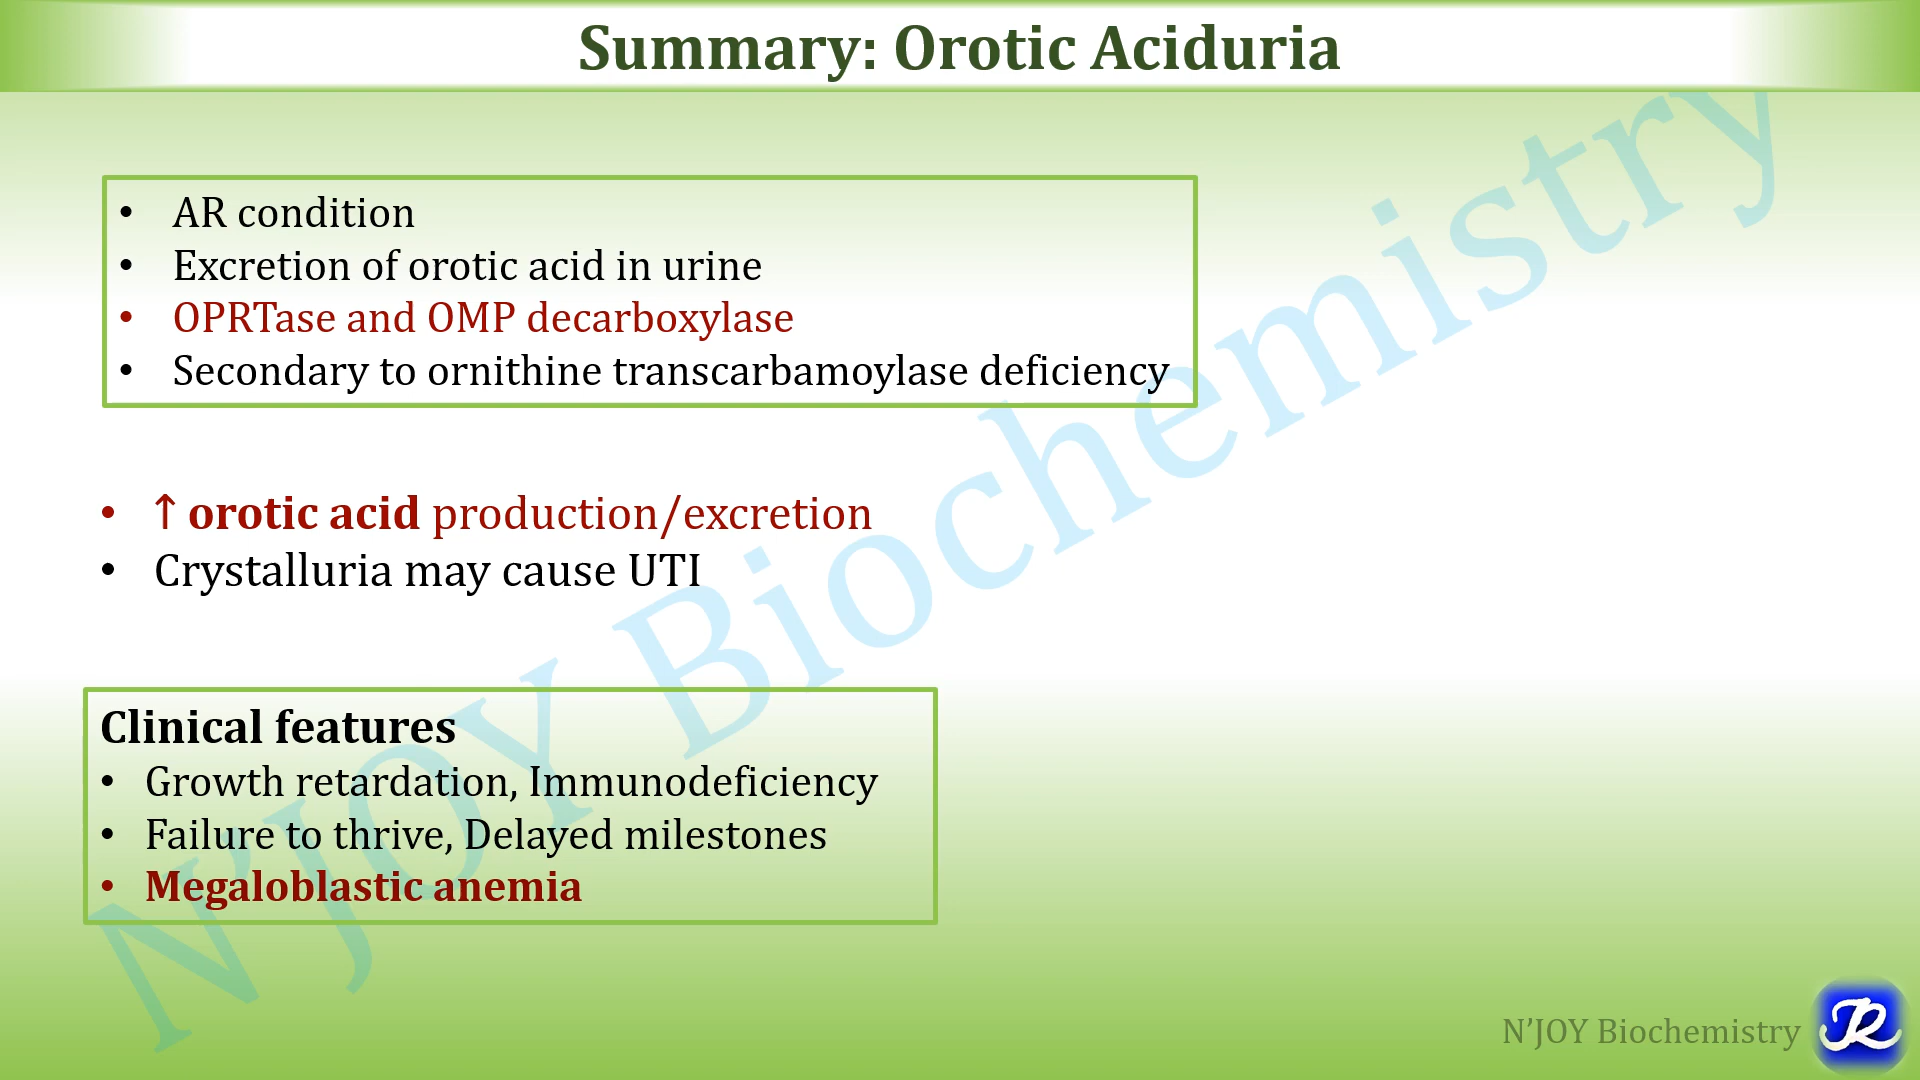 Summary: Orotic Aciduria
• AR condition
• Excretion of orotic acid in urine
• OPRTase and OMP decarboxylase
• Secondary to ornithine transcarbamoylase deficiency
• ↑ orotic acid production/excretion
• Crystalluria may cause UTI
Clinical features
• Growth retardation, Immunodeficiency
• Failure to thrive, Delayed milestones
• Megaloblastic anemia
N'JOY Biochemistry
N'JOY Biochemistry